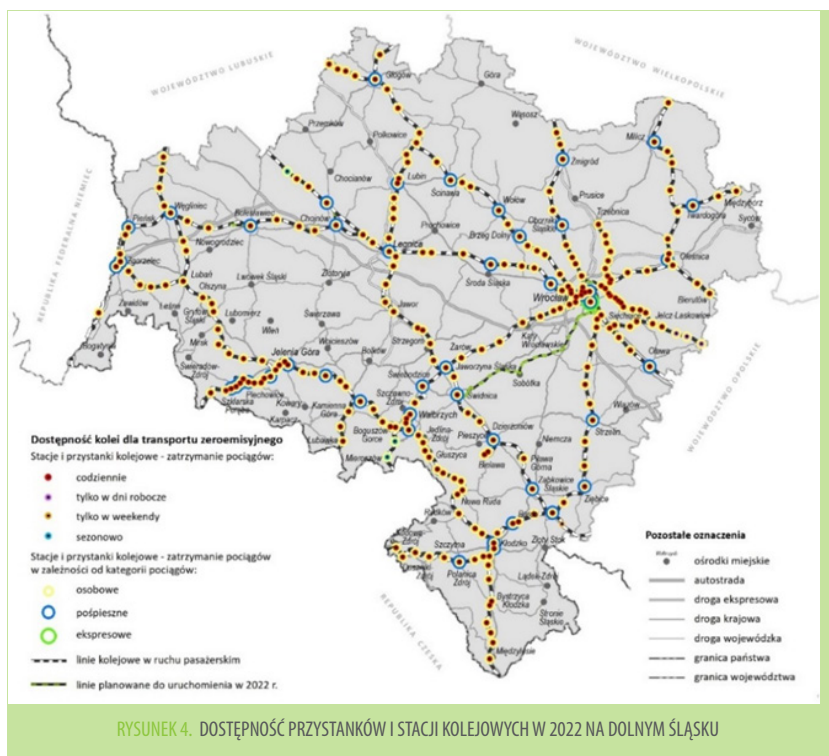 WOJEWÓDZTWO LUBUSKIE
WOJEWÓDZTWO WIELKOPOLSKIE
REPUBLIKA FEDERALNA NIEMIEC
WOJEWÓDZTWO OPOLSKIE
REPUBLIKA CZESKA
Głogów
Góra
Przemków
Polkowice
Wąsosz
Milicz
Żmigród
Chocianów
Lubin
Ścinawa
Wołów
Prusice
Trzebnica
Twardogóra
Międzybórz
Syców
Pieńsk
Węgliniec
Bolesławiec
Chojnów
Prochowice
Brzeg Dolny
Oborniki Śląskie
Nowogrodziec
Legnica
Oleśnica
Zgorzelec
Lubań
Olszyna
Lwówek Śląski
Złotoryja
Środa Śląska
Wrocław
Bierutów
Zawidów
Leśna
Gryfów Śląski
Lubomierz
Świerzawa
Jawor
Siechnice
Jelcz-Laskowice
Bogatynia
Mirsk
Wleń
Wojcieszów
Bolków
Strzegom
Żarów
Kąty Wrocławskie
Oława
Świeradów-Zdrój
Jelenia Góra
Świebodzice
Jaworzyna Śląska
Sobótka
Szklarska Poręba
Piechowice
Kowary
Karpacz
Kamienna Góra
Szczawno-Zdrój
Świdnica
Wiązów
Wałbrzych
Strzelin
Lubawka
Boguszów-Gorce
Jedlina-Zdrój
Dzierżoniów
Pieszyce
Niemcza
Mieroszów
Głuszyca
Bielawa
Piława Górna
Ząbkowice Śląskie
Ziębice
Nowa Ruda
Radków
Bardo
Kudowa-Zdrój
Szczytna
Kłodzko
Złoty Stok
Duszniki-Zdrój
Polanica Zdrój
Lądek-Zdrój
Bystrzyca Kłodzka
Stronie Śląskie
Międzylesie
Dostępność kolei dla transportu zeroemisyjnego
Stacje i przystanki kolejowe - zatrzymanie pociągów:
codziennie
tylko w dni robocze
tylko w weekendy
sezonowo
Stacje i przystanki kolejowe - zatrzymanie pociągów
w zależności od kategorii pociągów:
osobowe
pośpieszne
ekspresowe
linie kolejowe w ruchu pasażerskim
linie planowane do uruchomienia w 2022 r.
Pozostałe oznaczenia
ośrodki miejskie
autostrada
droga ekspresowa
droga krajowa
droga wojewódzka
granica państwa
granica województwa
RYSUNEK 4. DOSTĘPNOŚĆ PRZYSTANKÓW I STACJI KOLEJOWYCH W 2022 NA DOLNYM ŚLĄSKU